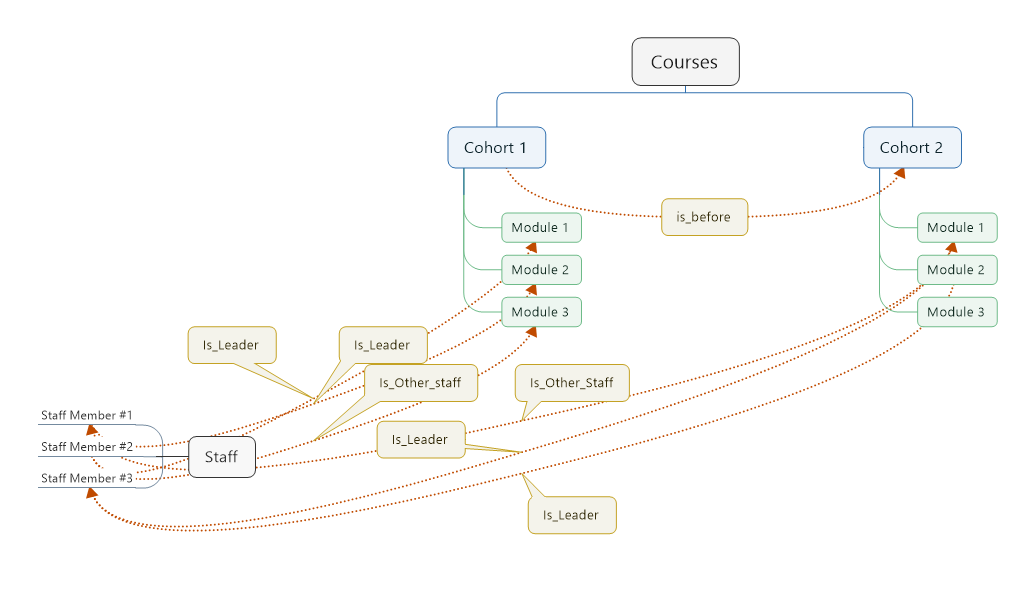 Courses
Cohort 1
Cohort 2
is_before
Module 1
Module 1
Module 2
Module 2
Module 3
Module 3
Is_Leader
Is_Leader
Is_Other_staff
Is_Other_Staff
Staff Member #1
Is_Leader
Staff Member #2
Staff
Staff Member #3
Is_Leader